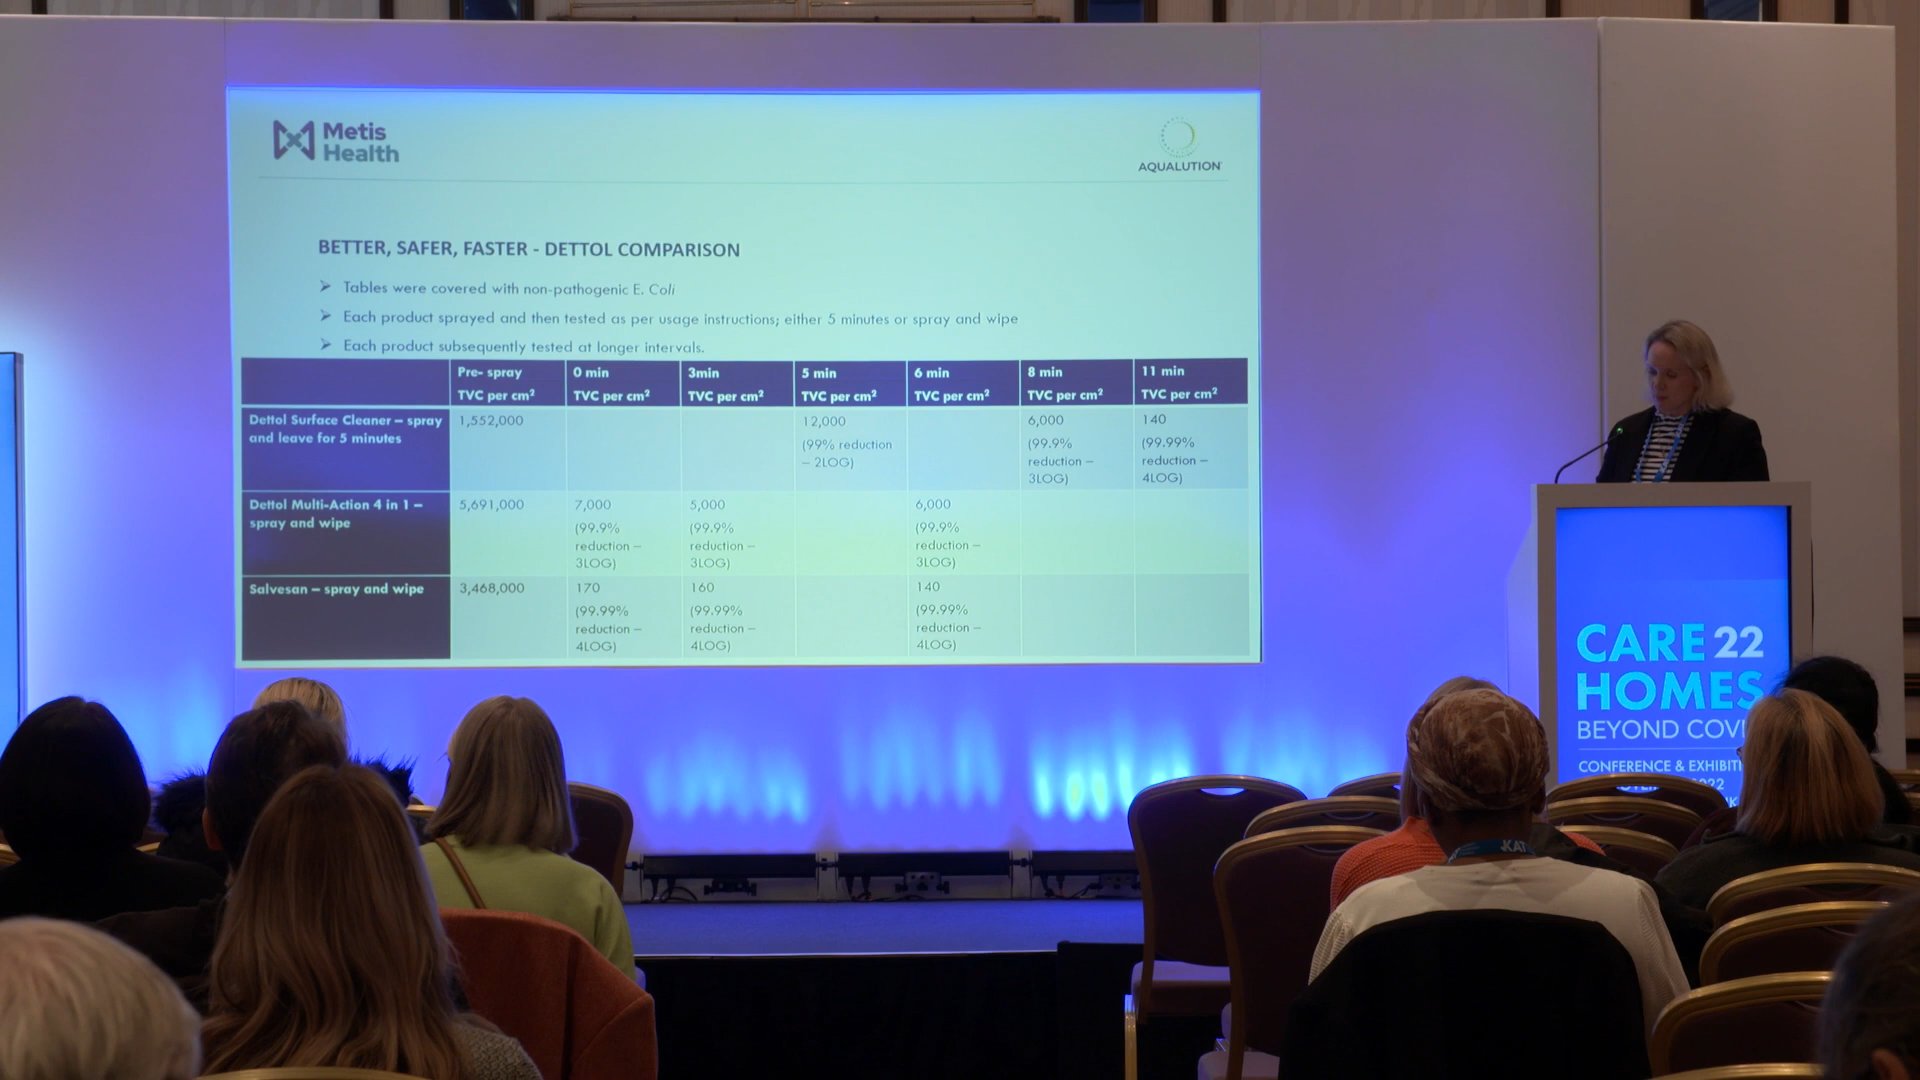 Metis
Health
AQUALUTION
BETTER, SAFER, FASTER - DETTOL COMPARISON
➢ Tables were covered with non-pathogenic E. Coli
➢ Each product sprayed and then tested as per usage instructions; either 5 minutes or spray and wipe
➢ Each product subsequently tested at longer intervals.
Pre- spray TVC per cm²
0 min TVC per cm²
3min TVC per cm²
5 min TVC per cm²
6 min TVC per cm²
8 min TVC per cm²
11 min TVC per cm²
Dettol Surface Cleaner – spray and leave for 5 minutes
1,552,000
12,000
(99% reduction – 2LOG)
6,000
(99.9% reduction – 3LOG)
140
(99.99% reduction – 4LOG)
Dettol Multi-Action 4 in 1 – spray and wipe
5,691,000
7,000
(99.9% reduction – 3LOG)
5,000
(99.9% reduction – 3LOG)
6,000
(99.9% reduction – 3LOG)
Salvesan – spray and wipe
3,468,000
170
(99.99% reduction – 4LOG)
160
(99.99% reduction – 4LOG)
140
(99.99% reduction – 4LOG)
CARE 22
HOMES
BEYOND COVI
CONFERENCE & EXHIBITI